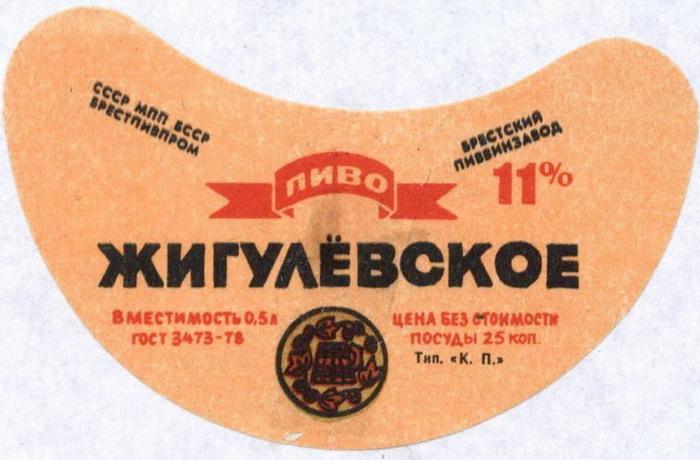 СССР МПП БССР
БРЕСТПИВПРОМ
БРЕСТСКИЙ
ПИВВИНЗАВОД
11%
ПИВО
ЖИГУЛЁВСКОЕ
ВМЕСТИМОСТЬ 0,5л
ГОСТ 3473-78
ЦЕНА БЕЗ СТОИМОСТИ
ПОСУДЫ 25 КОП.
Тип. «К. П.»